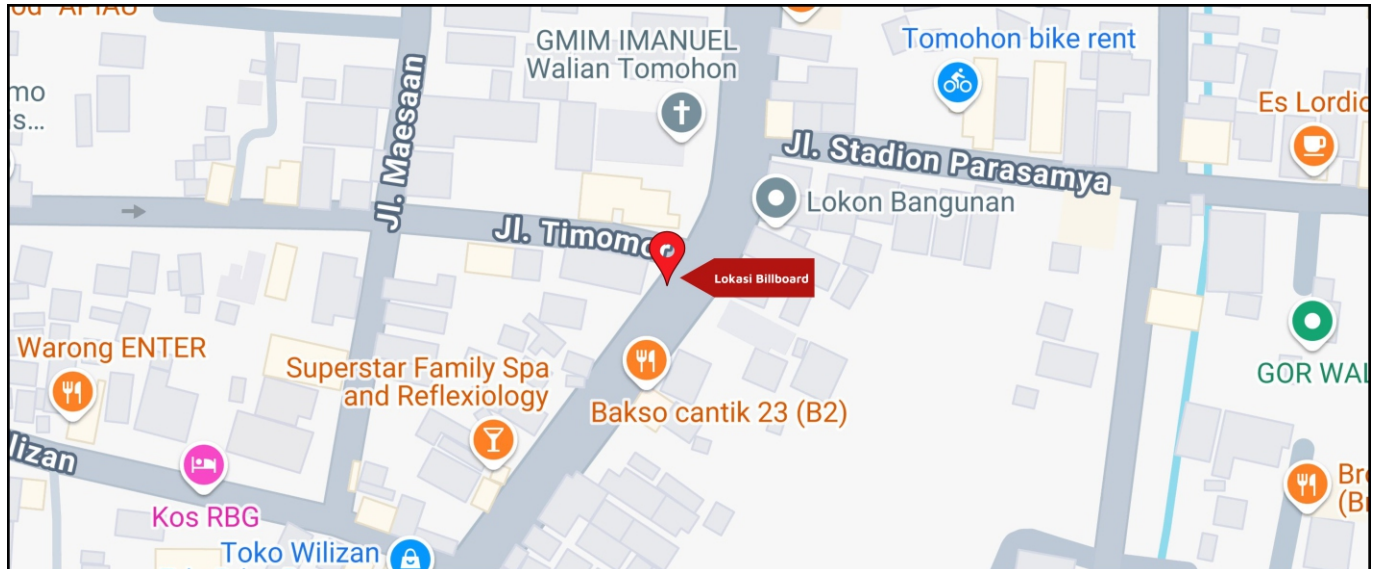 GMIM IMANUEL
Walian Tomohon
Tomohon bike rent
Jl. Maesaan
Es Lordic
Jl. Stadion Parasamya
Lokon Bangunan
Jl. Timomo
Lokasi Billboard
Warong ENTER
Superstar Family Spa
and Reflexiology
Bakso cantik 23 (B2)
GOR WAL
lizan
Kos RBG
Toko Wilizan